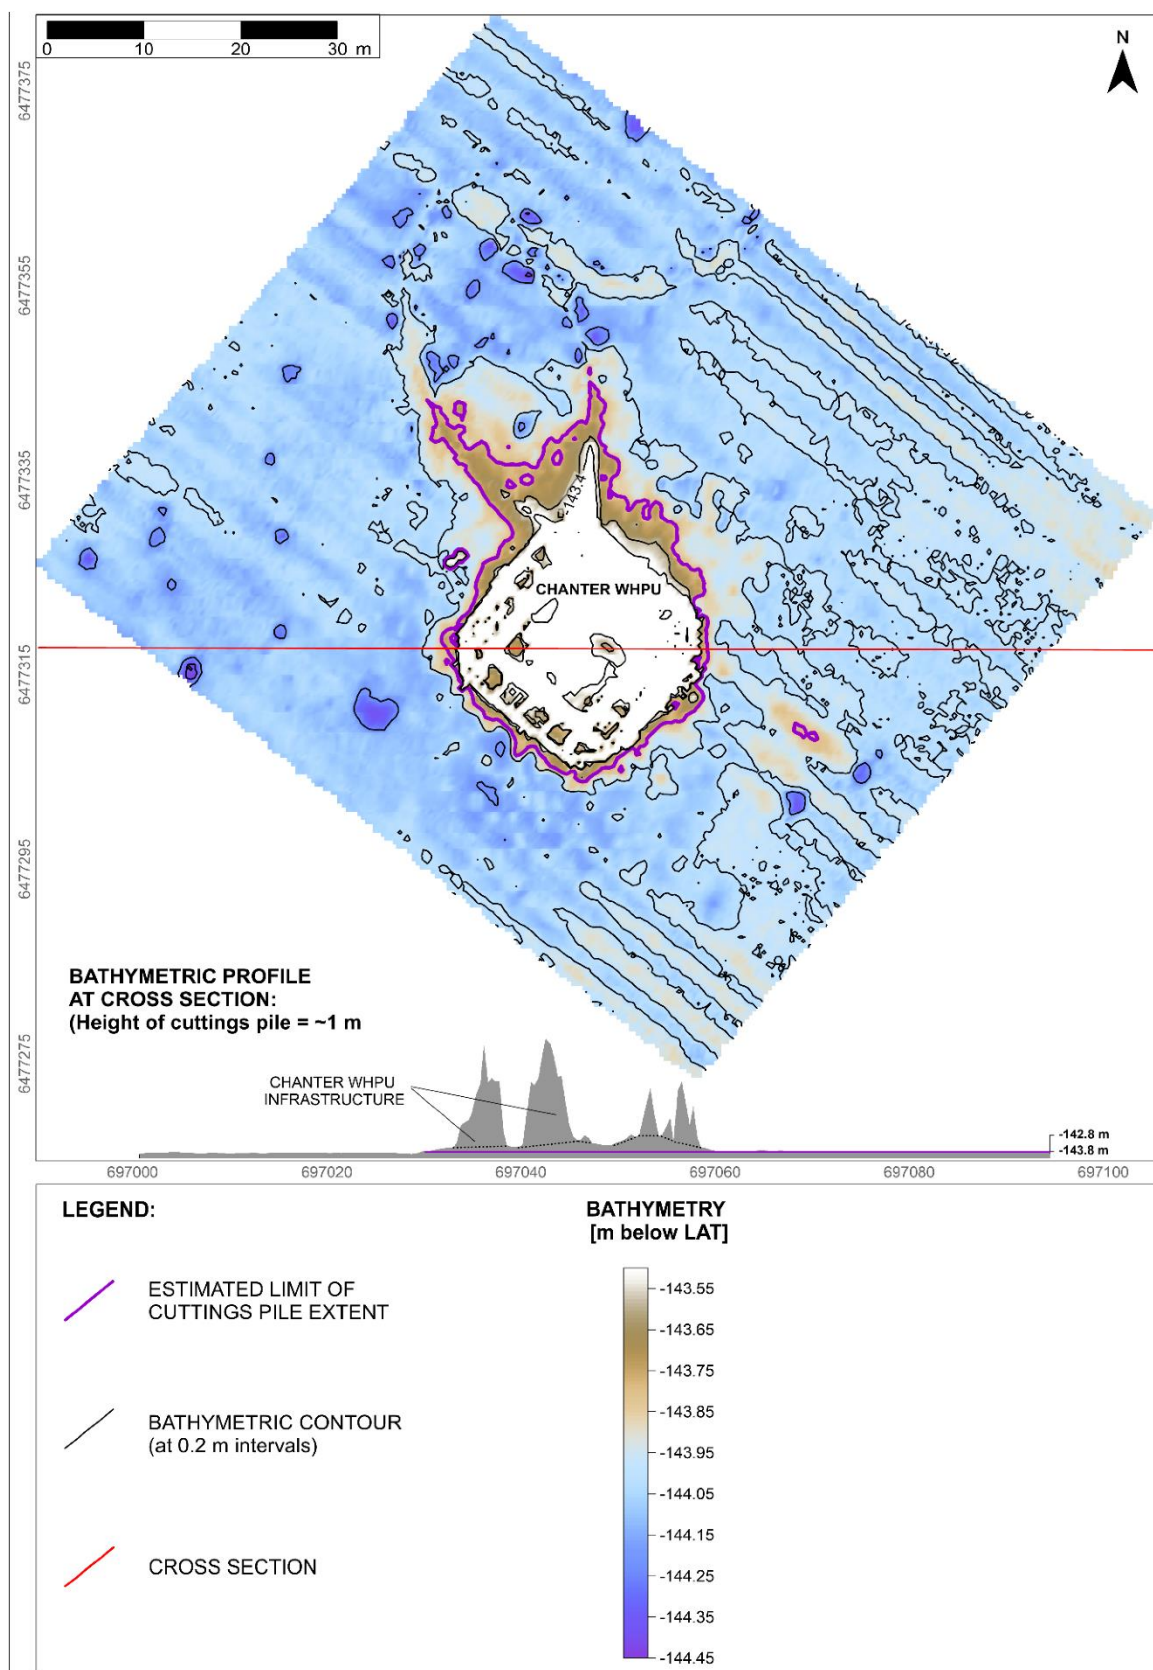 0 10 20 30 m
N
6477375
6477355
6477335
6477315
6477295
6477275
-143.4
CHANTER WHPU
BATHYMETRIC PROFILE
AT CROSS SECTION:
(Height of cuttings pile = ~1 m
CHANTER WHPU
INFRASTRUCTURE
-142.8 m
-143.8 m
697000 697020 697040 697060 697080 697100
LEGEND:
ESTIMATED LIMIT OF
CUTTINGS PILE EXTENT
BATHYMETRIC CONTOUR
(at 0.2 m intervals)
CROSS SECTION
BATHYMETRY
[m below LAT]
-143.55
-143.65
-143.75
-143.85
-143.95
-144.05
-144.15
-144.25
-144.35
-144.45